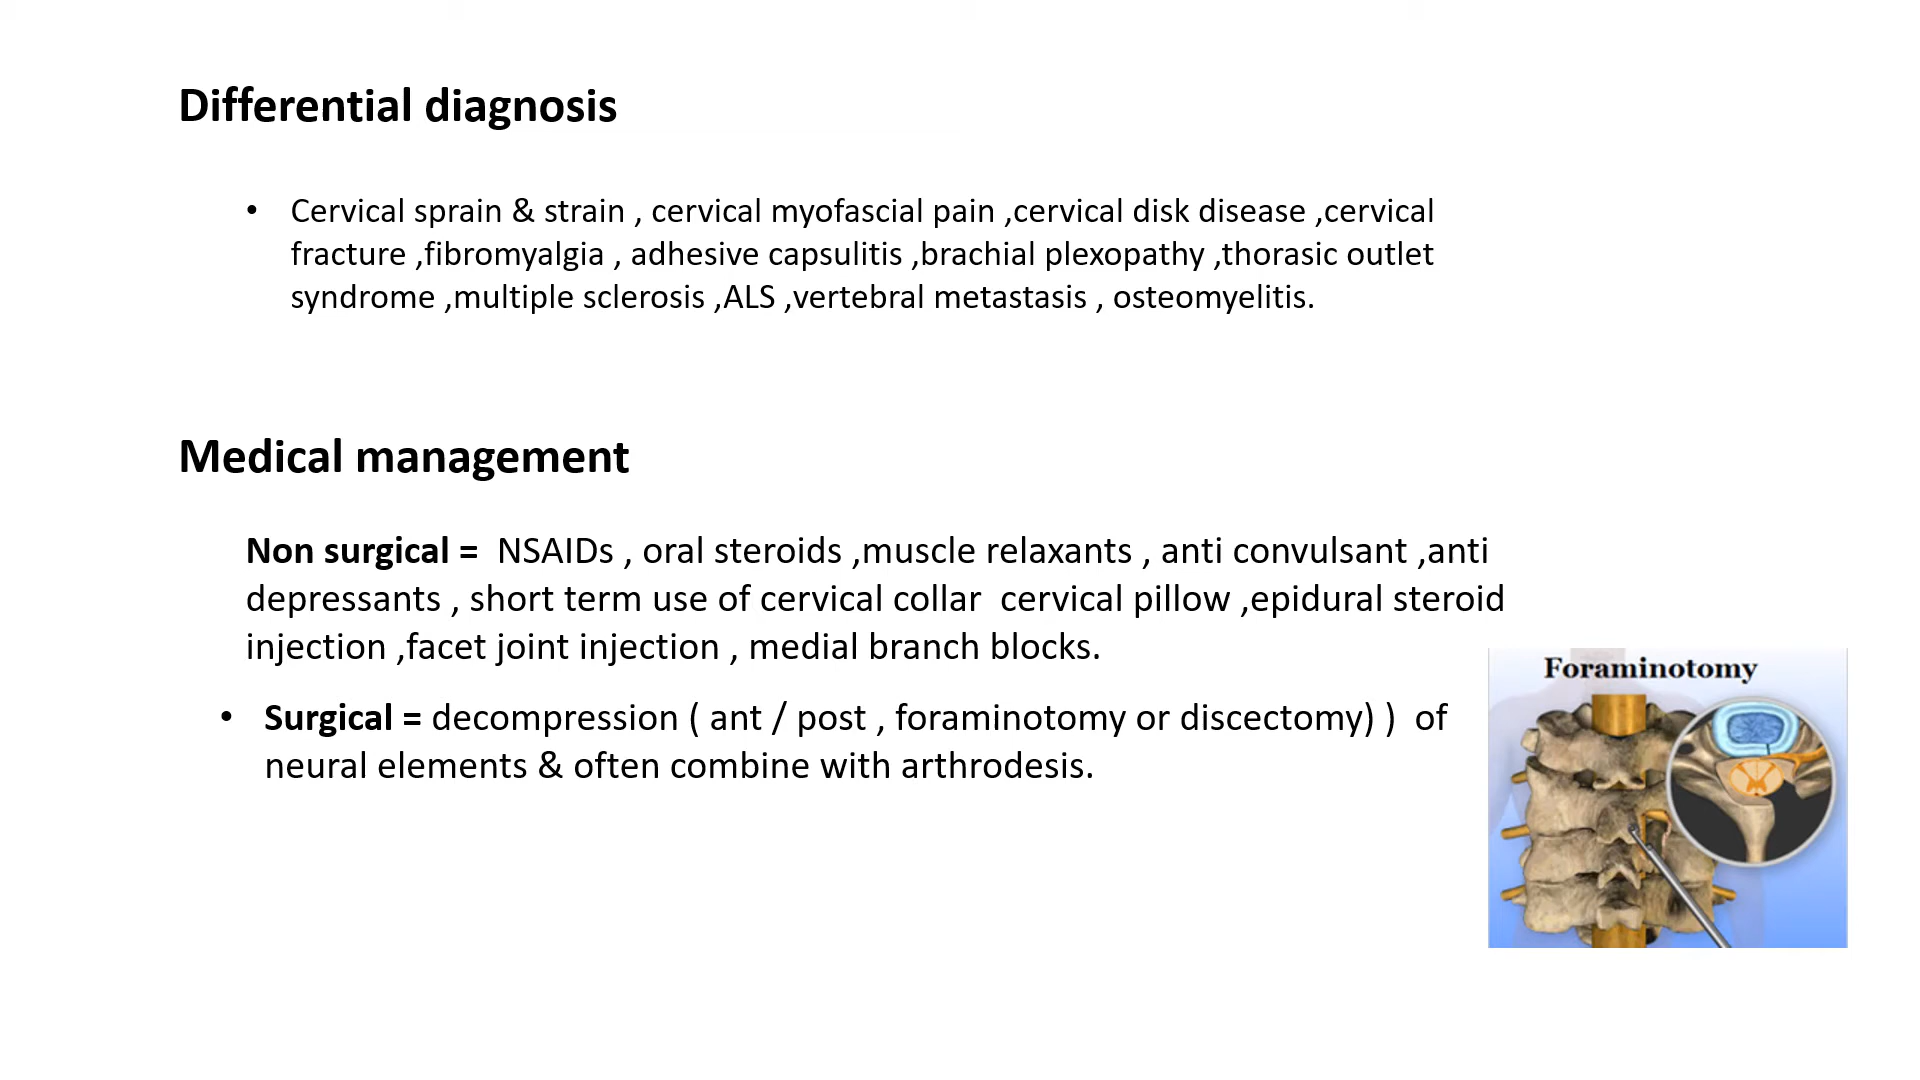 Differential diagnosis
• Cervical sprain & strain , cervical myofascial pain ,cervical disk disease ,cervical
fracture ,fibromyalgia , adhesive capsulitis ,brachial plexopathy ,thorasic outlet
syndrome ,multiple sclerosis ,ALS ,vertebral metastasis , osteomyelitis.
Medical management
Non surgical =  NSAIDs , oral steroids ,muscle relaxants , anti convulsant ,anti
depressants , short term use of cervical collar  cervical pillow ,epidural steroid
injection ,facet joint injection , medial branch blocks.
• Surgical = decompression ( ant / post , foraminotomy or discectomy) )  of
neural elements & often combine with arthrodesis.
Foraminotomy